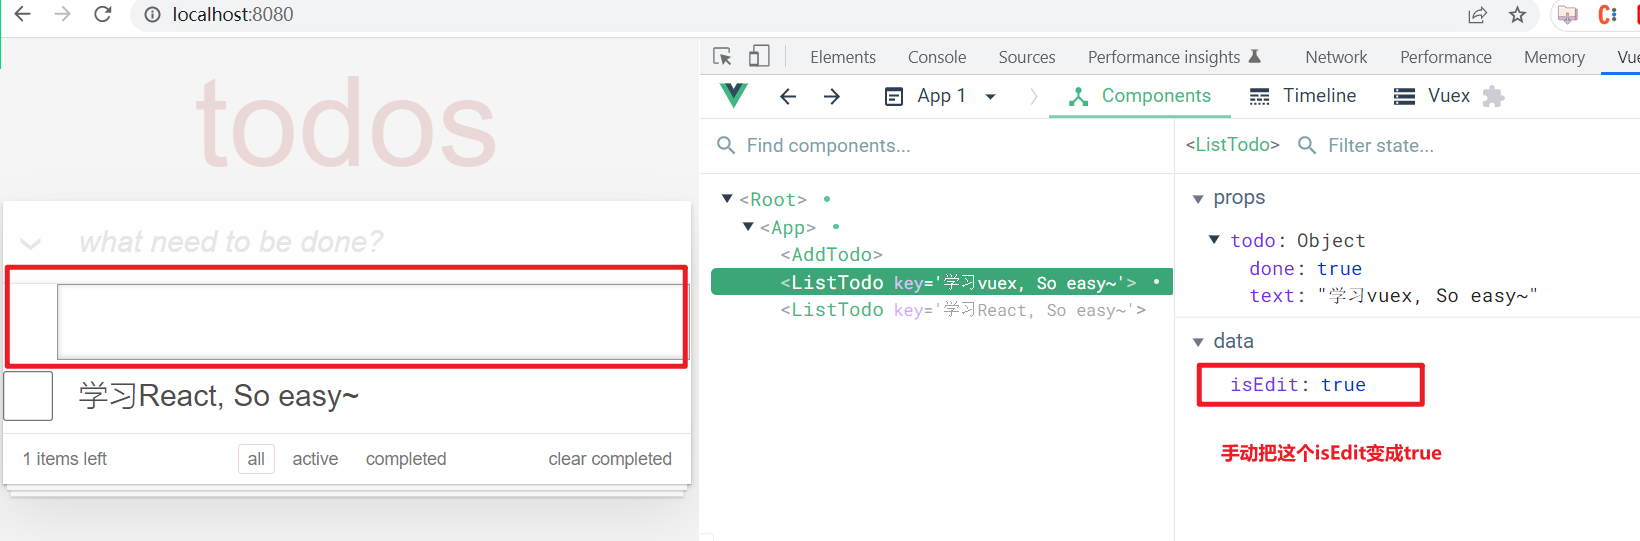 localhost:8080
Elements Console Sources Performance insights Network Performance Memory Vue
App 1 Components Timeline Vuex
todos
Find components...
<ListTodo> Filter state...
<Root>
<App>
<AddTodo>
<ListTodo key='学习vuex, So easy~'>
<ListTodo key='学习React, So easy~'>
props
todo: Object
done: true
text: "学习vuex, So easy~"
data
isEdit: true
手动把这个isEdit变成true
what need to be done?
学习React, So easy~
1 items left all active completed clear completed